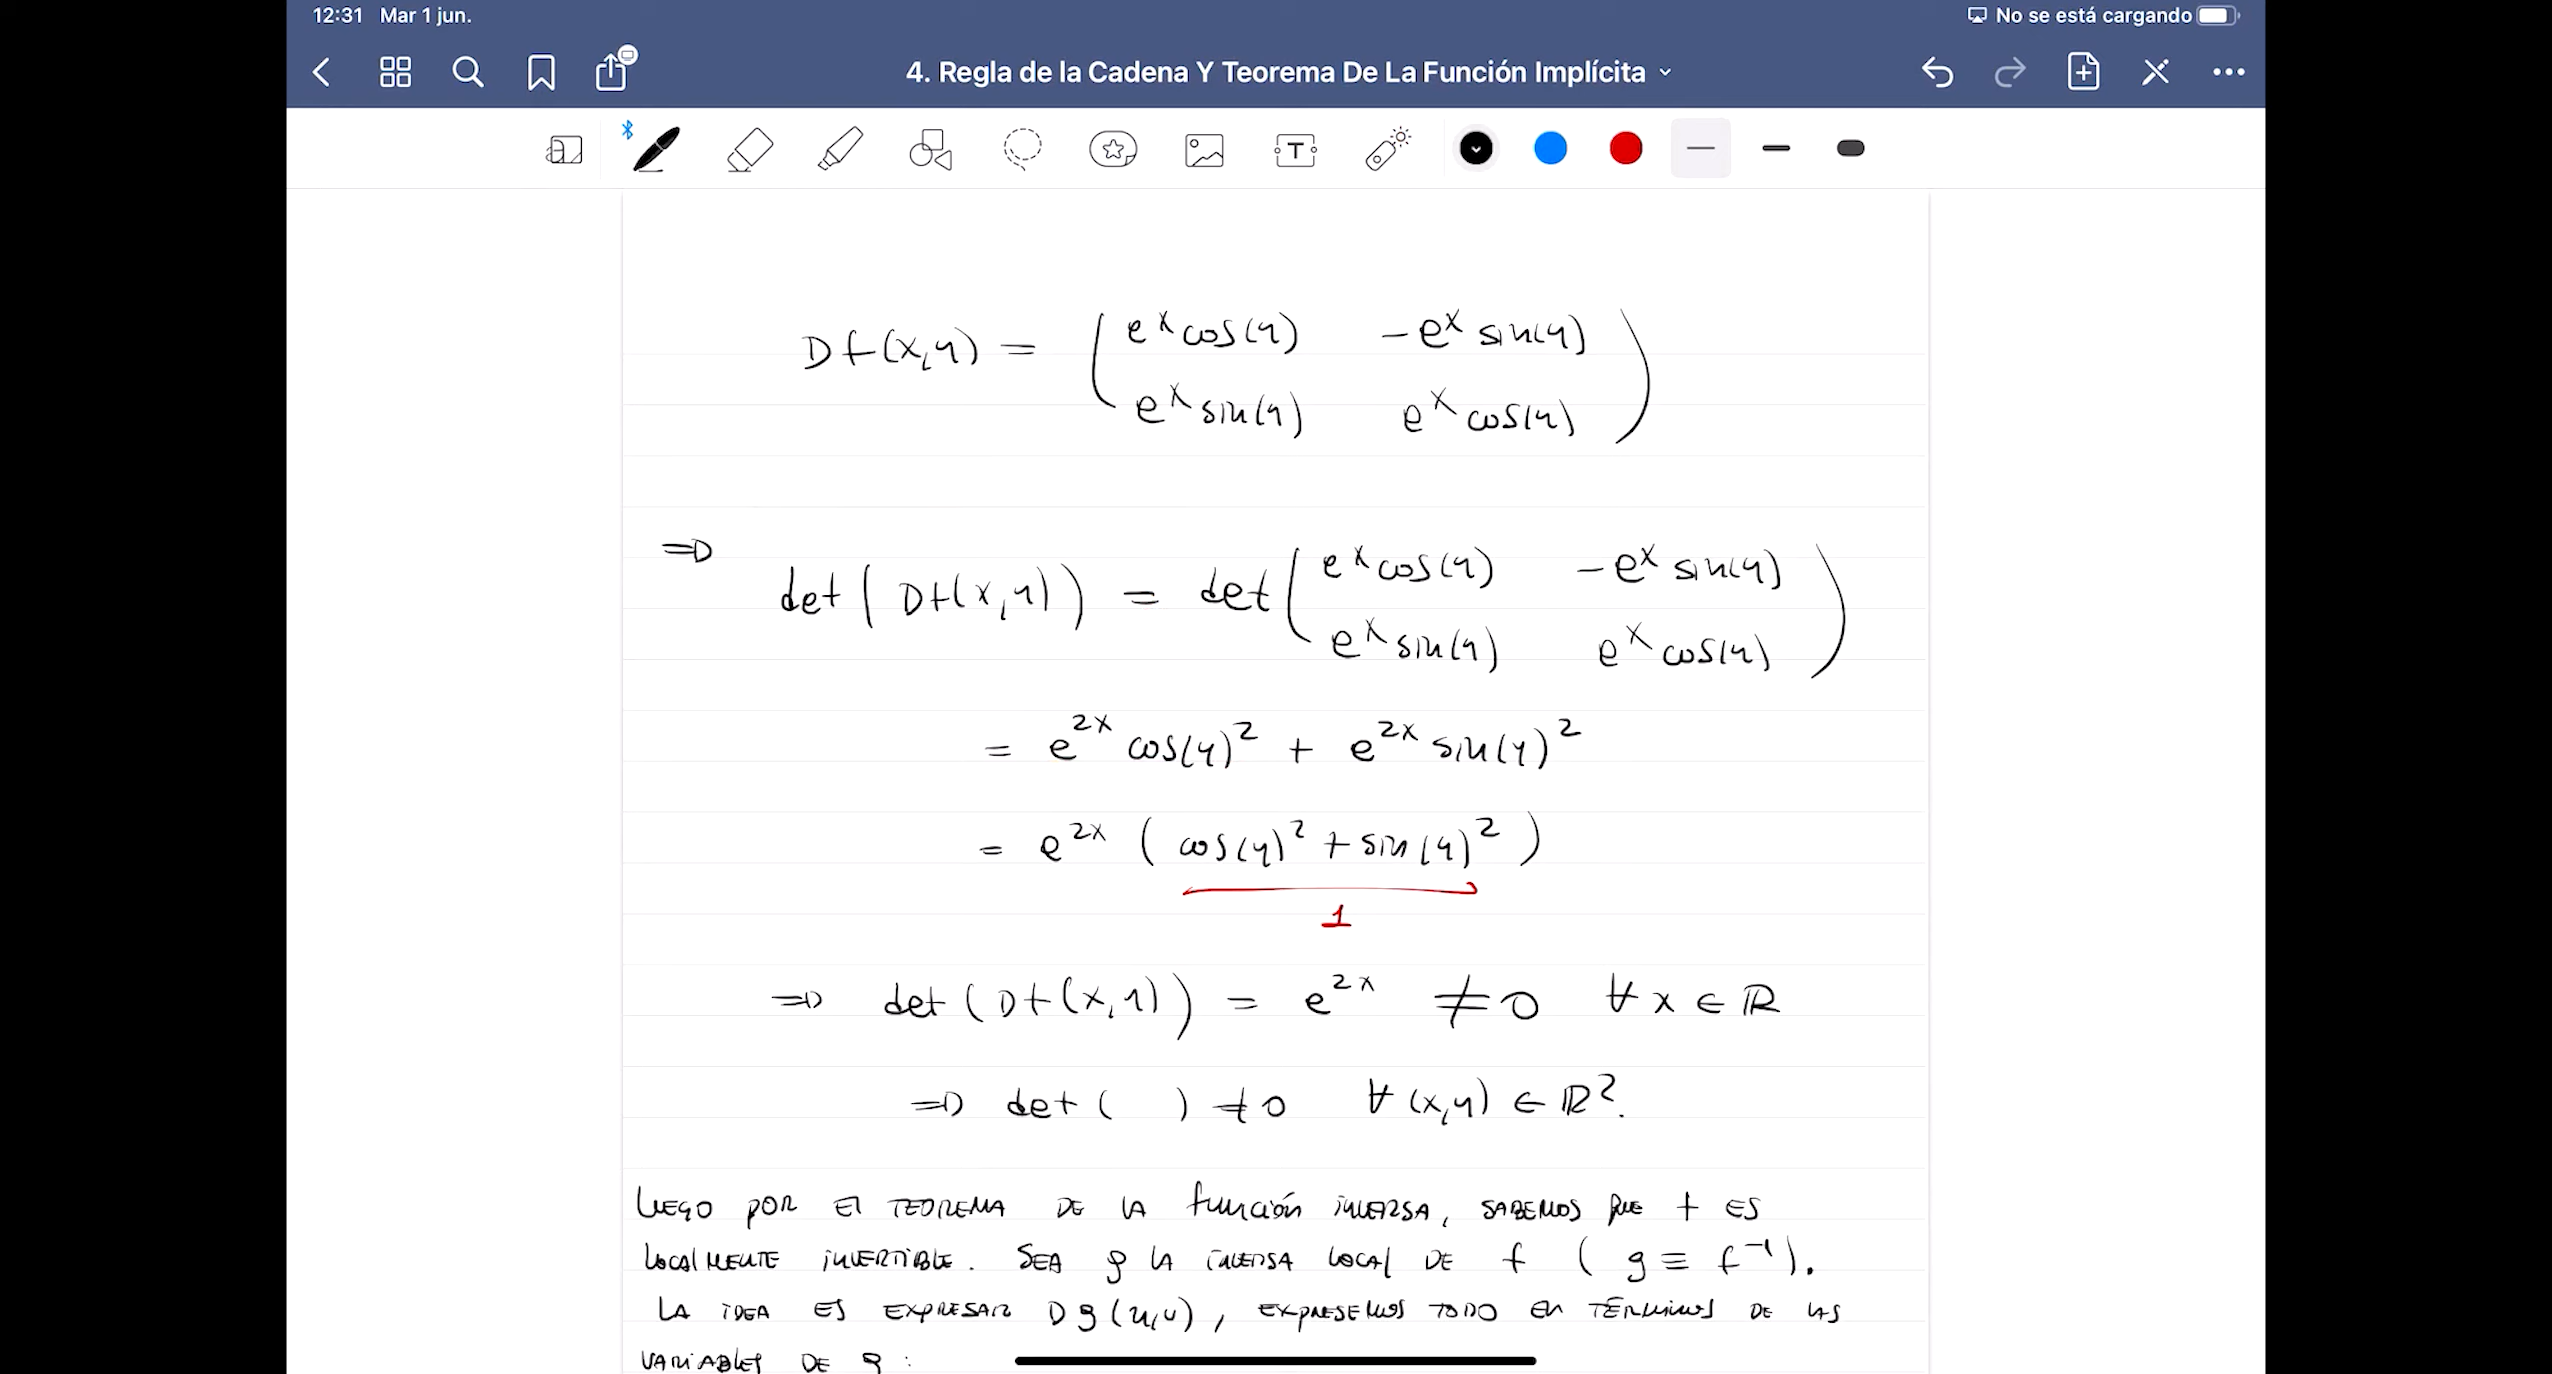 12:31 Mar 1 jun.
No se está cargando
4. Regla de la Cadena Y Teorema De La Función Implícita
Df(x,y) = ( e^x cos(y) -e^x sin(y)
e^x sin(y) e^x cos(y) )
⇒ det( Df(x,y) ) = det( e^x cos(y) -e^x sin(y)
e^x sin(y) e^x cos(y) )
= e^{2x} cos(y)^2 + e^{2x} sin(y)^2
= e^{2x} ( cos(y)^2 + sin(y)^2 )
1
⇒ det( Df(x,y) ) = e^{2x} ≠ 0 ∀ x ∈ ℝ
⇒ det( ) ≠ 0 ∀ (x,y) ∈ ℝ².
LUEGO POR EL TEOREMA DE LA función INVERSA, SABEMOS QUE f ES
LOCALMENTE INVERTIBLE. SEA g LA INVERSA LOCAL DE f ( g ≡ f^{-1} ).
LA IDEA ES EXPRESAR Dg(u,v), EXPRESEMOS TODO EN TÉRMINOS DE LAS
VARIABLES DE g :